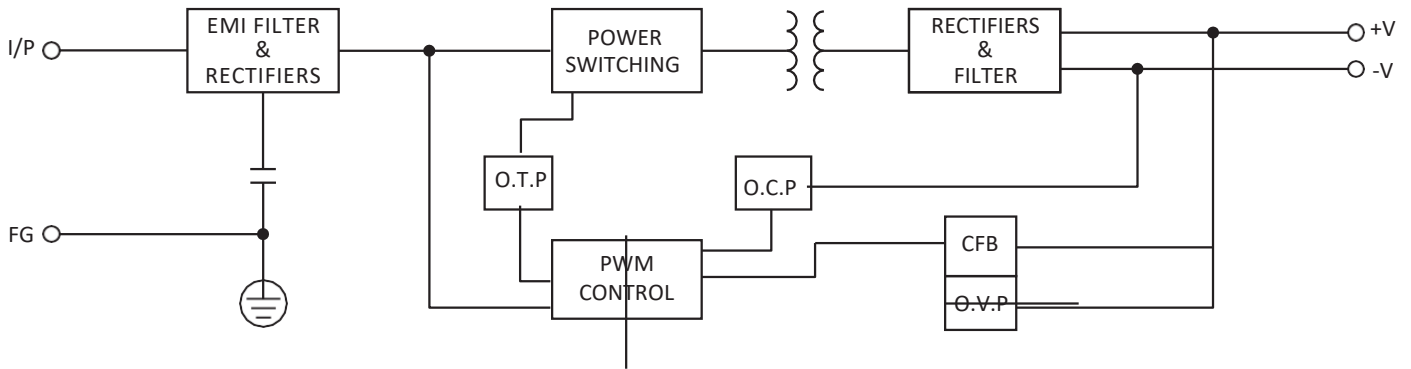 I/P
EMI FILTER
&
RECTIFIERS
POWER
SWITCHING
RECTIFIERS
&
FILTER
+V
-V
O.T.P
O.C.P
FG
PWM
CONTROL
CFB
O.V.P